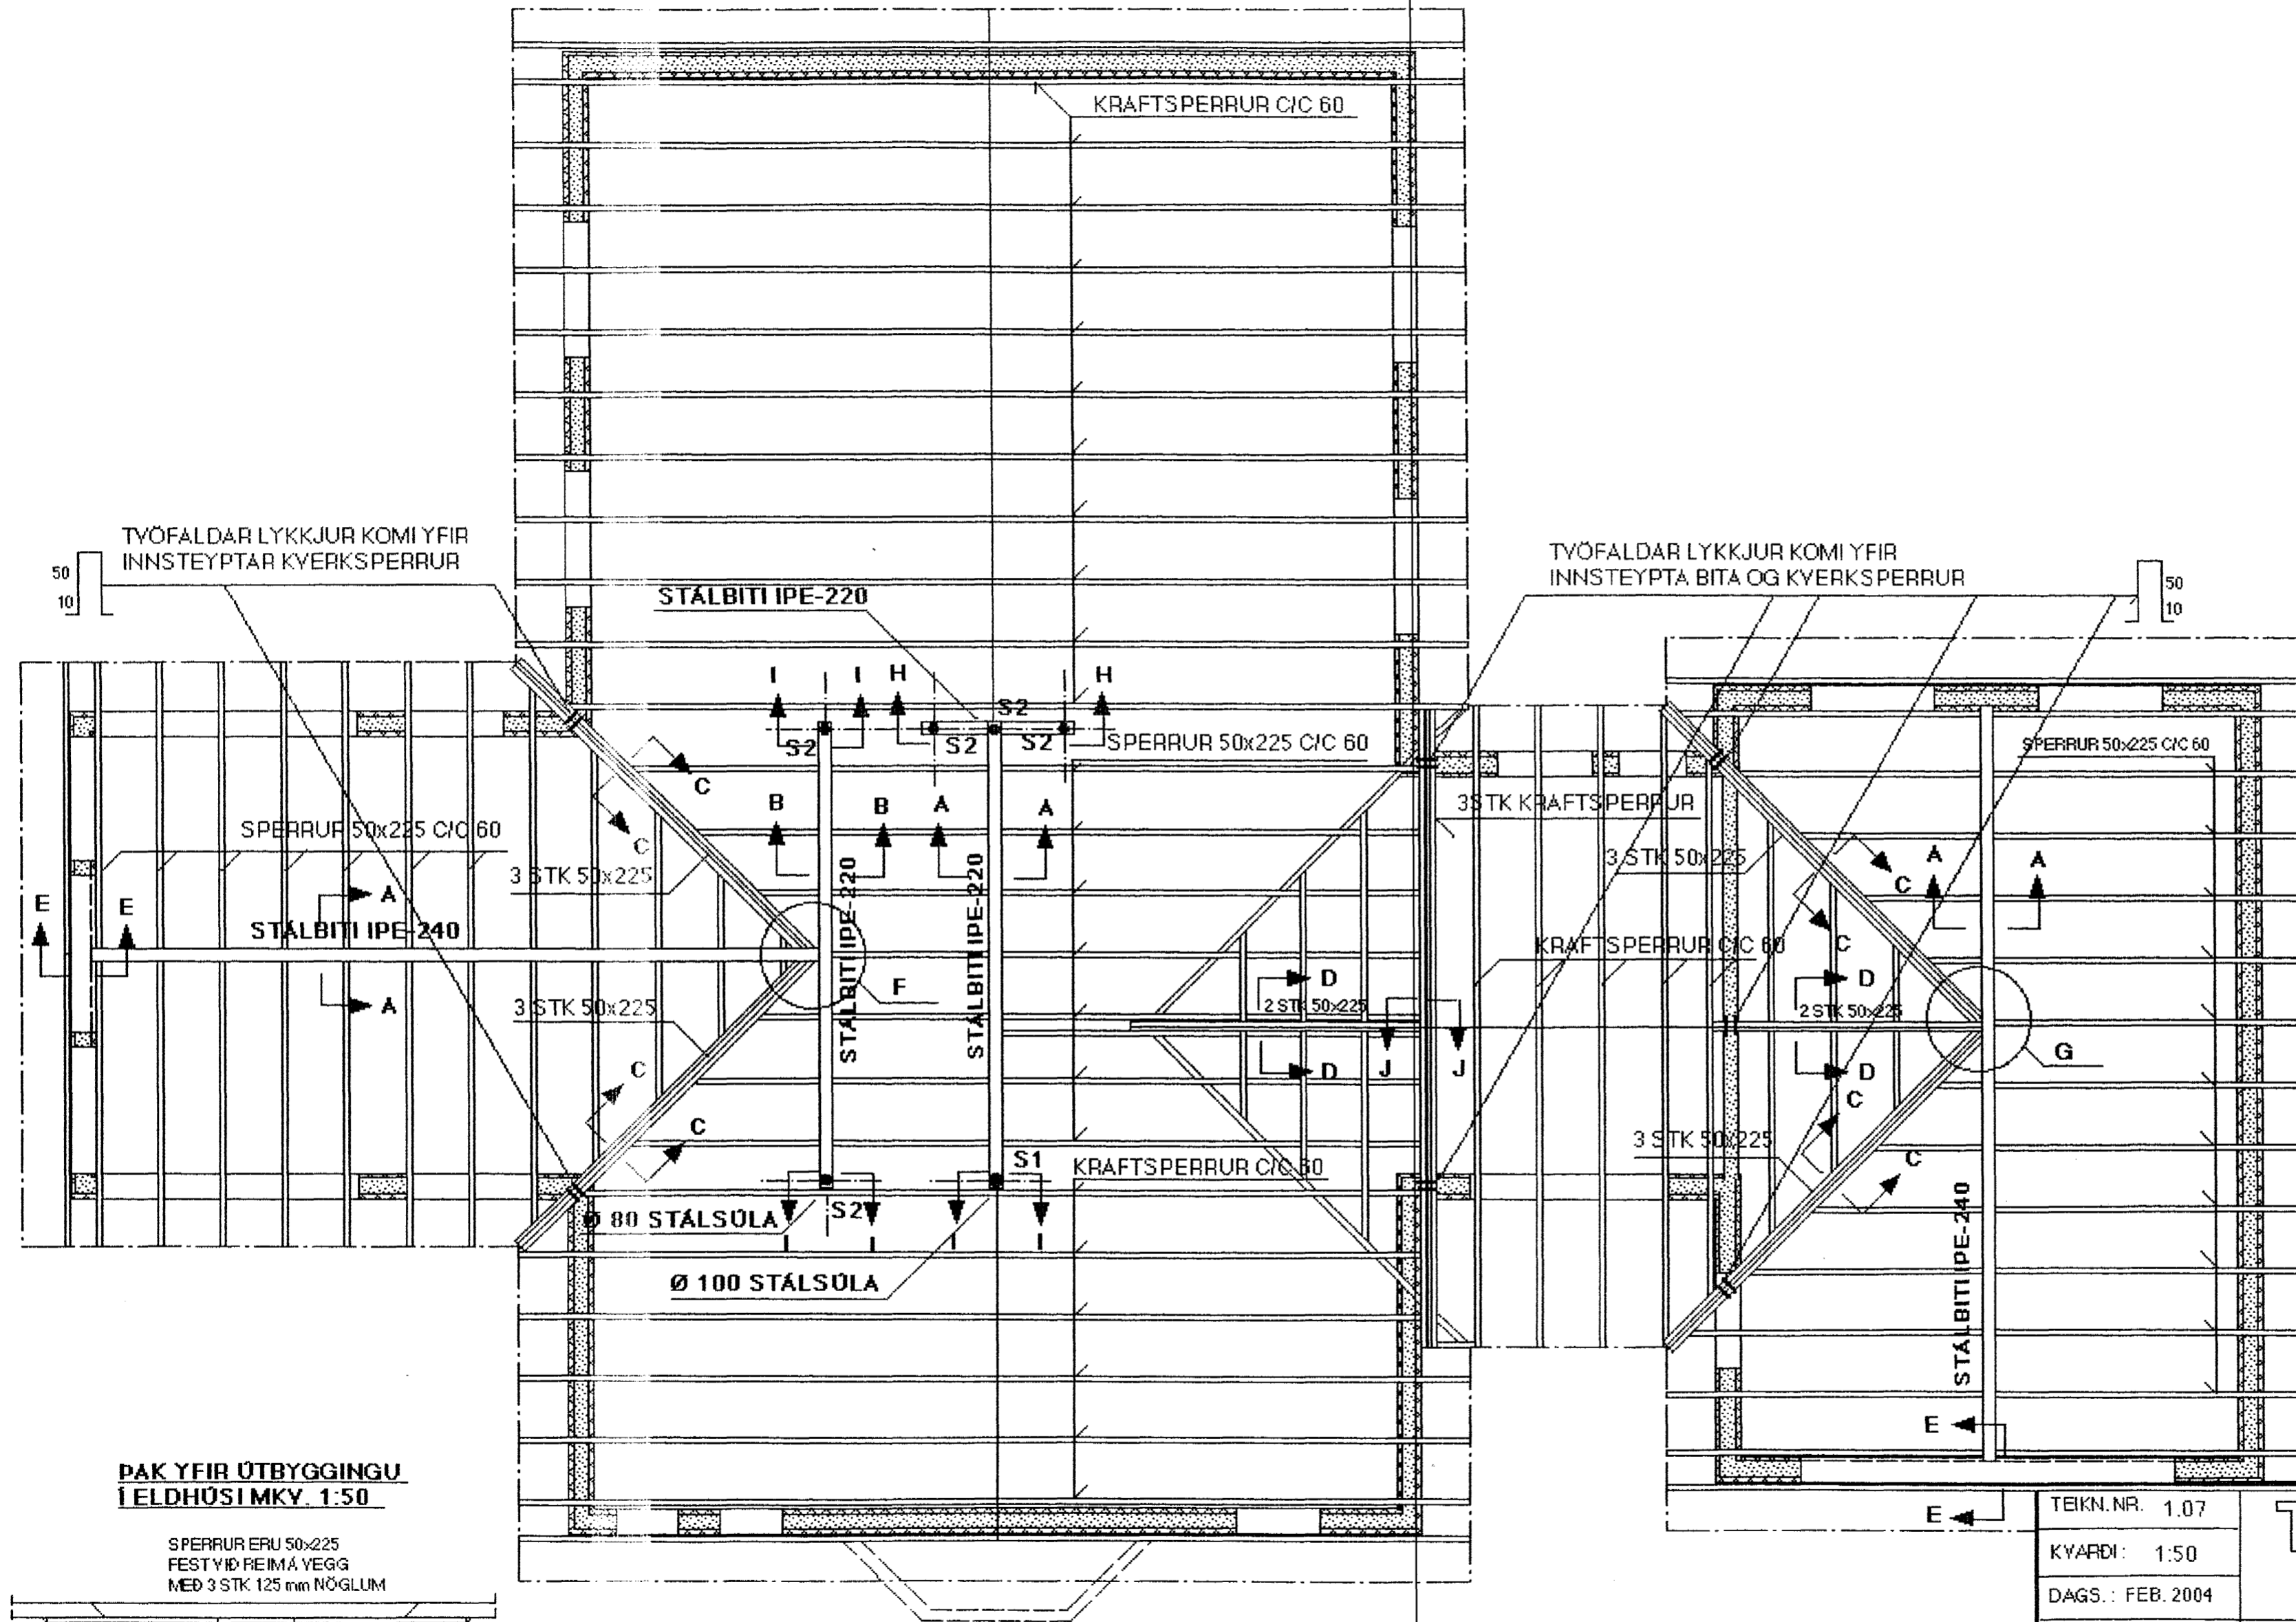 KRAFTSPERRUR C/C 60
TVÖFALDAR LYKKJUR KOMI YFIR
INNSTEYPTAR KVERKSPERRUR
50
10
TVÖFALDAR LYKKJUR KOMI YFIR
INNSTEYPTA BITA OG KVERKSPERRUR
50
10
STÁLBITI IPE-220
I
I
H
H
S2
S2
S2
S2
SPERRUR 50x225 C/C 60
SPERRUR 50x225 C/C 60
C
C
B
B
A
A
3 STK KRAFTSPERRUR
SPERRUR 50x225 C/C 60
3 STK 50x225
3 STK 50x225
C
C
A
A
E
E
A
A
STÁLBITI IPE-240
STÁLBITI IPE-220
STÁLBITI IPE-220
KRAFTSPERRUR C/C 60
F
D
D
2 STK 50x225
J
J
D
D
2 STK 50x225
G
3 STK 50x225
C
C
C
C
3 STK 50x225
S1
KRAFTSPERRUR C/C 60
S2
Ø 80 STÁLSÚLA
I
I
I
I
Ø 100 STÁLSÚLA
STÁLBITI IPE-240
E
E
ÞAK YFIR ÚTBYGGINGU
Í ELDHÚSI MKV. 1:50
SPERRUR ERU 50x225
FEST VIÐ REIM Á VEGG
MEÐ 3 STK 125 mm NÖGLUM
TEIKN.NR. 1.07
KVARÐI: 1:50
DAGS.: FEB. 2004